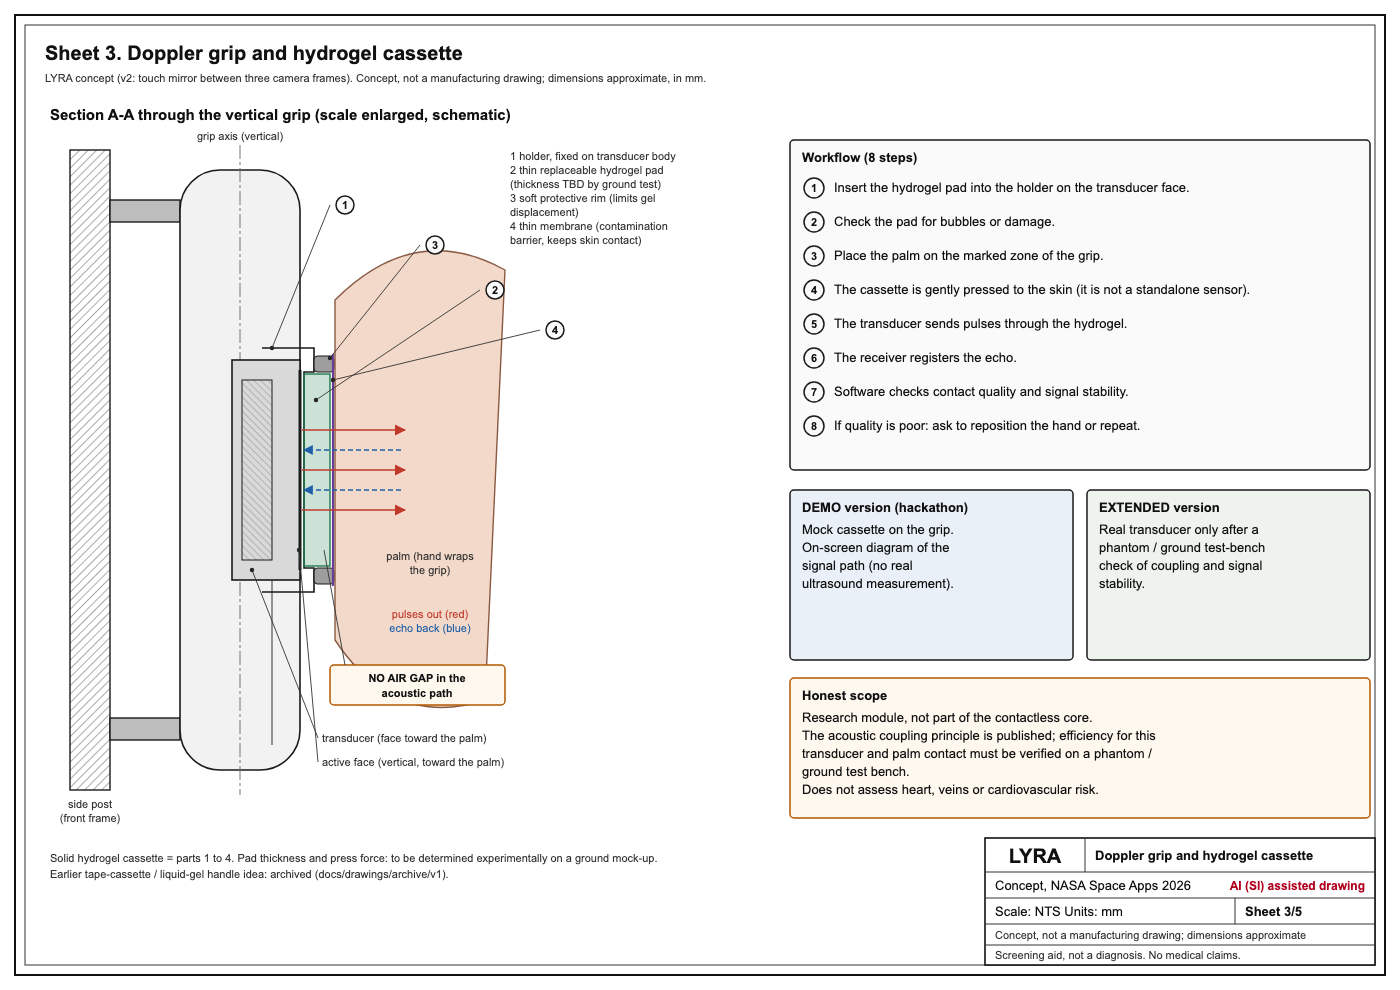 Sheet 3. Doppler grip and hydrogel cassette
LYRA concept (v2: touch mirror between three camera frames). Concept, not a manufacturing drawing; dimensions approximate, in mm.
Section A-A through the vertical grip (scale enlarged, schematic)
grip axis (vertical)
1 holder, fixed on transducer body
2 thin replaceable hydrogel pad
(thickness TBD by ground test)
3 soft protective rim (limits gel
displacement)
4 thin membrane (contamination
barrier, keeps skin contact)
1
3
2
4
palm (hand wraps
the grip)
pulses out (red)
echo back (blue)
NO AIR GAP in the
acoustic path
transducer (face toward the palm)
active face (vertical, toward the palm)
side post
(front frame)
Solid hydrogel cassette = parts 1 to 4. Pad thickness and press force: to be determined experimentally on a ground mock-up.
Earlier tape-cassette / liquid-gel handle idea: archived (docs/drawings/archive/v1).
Workflow (8 steps)
1 Insert the hydrogel pad into the holder on the transducer face.
2 Check the pad for bubbles or damage.
3 Place the palm on the marked zone of the grip.
4 The cassette is gently pressed to the skin (it is not a standalone sensor).
5 The transducer sends pulses through the hydrogel.
6 The receiver registers the echo.
7 Software checks contact quality and signal stability.
8 If quality is poor: ask to reposition the hand or repeat.
DEMO version (hackathon)
Mock cassette on the grip.
On-screen diagram of the
signal path (no real
ultrasound measurement).
EXTENDED version
Real transducer only after a
phantom / ground test-bench
check of coupling and signal
stability.
Honest scope
Research module, not part of the contactless core.
The acoustic coupling principle is published; efficiency for this
transducer and palm contact must be verified on a phantom /
ground test bench.
Does not assess heart, veins or cardiovascular risk.
LYRA
Doppler grip and hydrogel cassette
Concept, NASA Space Apps 2026
AI (SI) assisted drawing
Scale: NTS Units: mm
Sheet 3/5
Concept, not a manufacturing drawing; dimensions approximate
Screening aid, not a diagnosis. No medical claims.